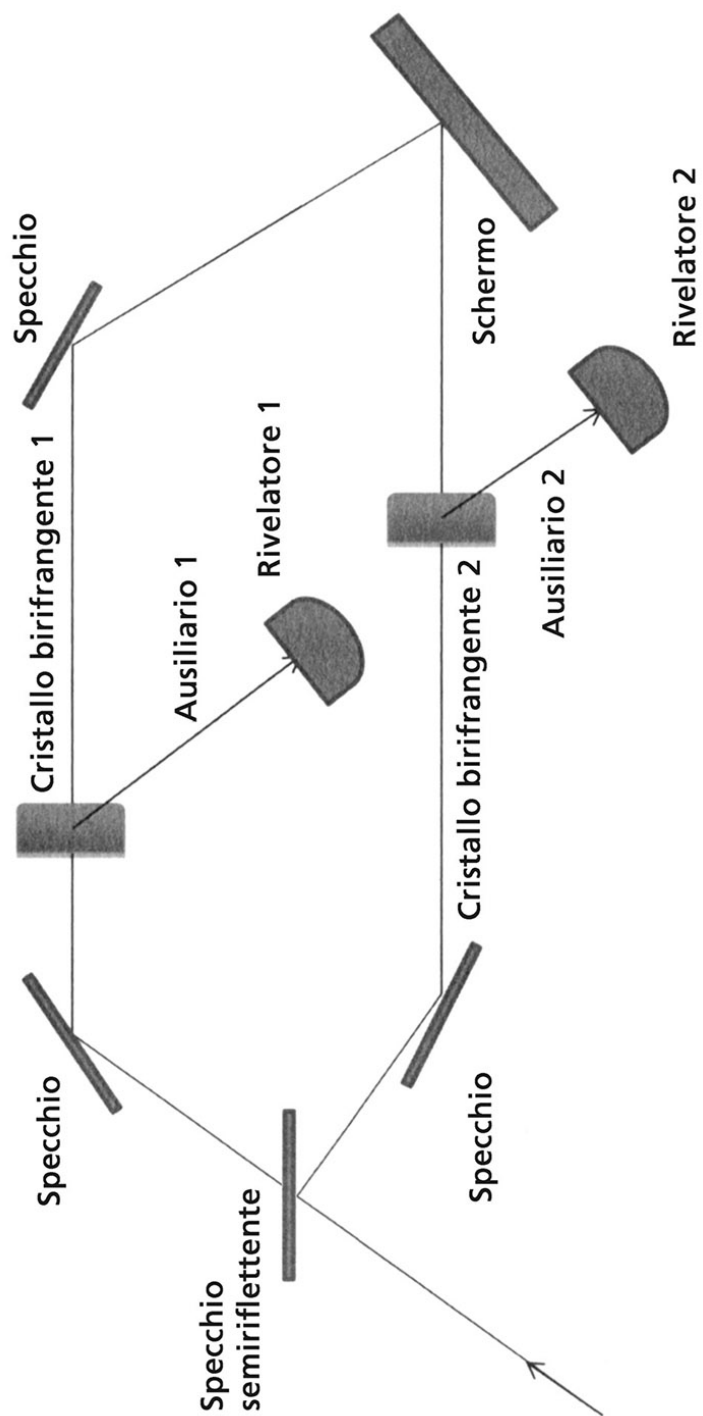 Specchio
Cristallo birifrangente 1
Specchio
Ausiliario 1
Rivelatore 1
Specchio
semiriflettente
Specchio
Cristallo birifrangente 2
Schermo
Ausiliario 2
Rivelatore 2